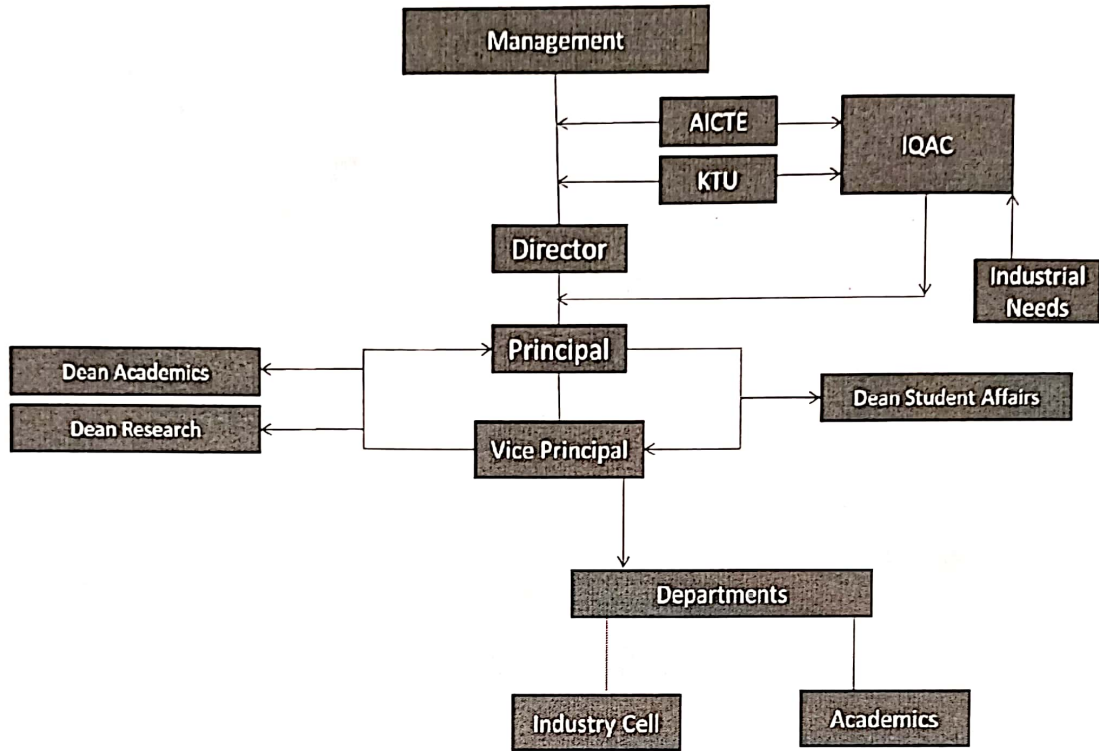 Management
AICTE
IQAC
KTU
Director
Industrial
Needs
Principal
Dean Academics
Dean Student Affairs
Dean Research
Vice Principal
Departments
Industry Cell
Academics